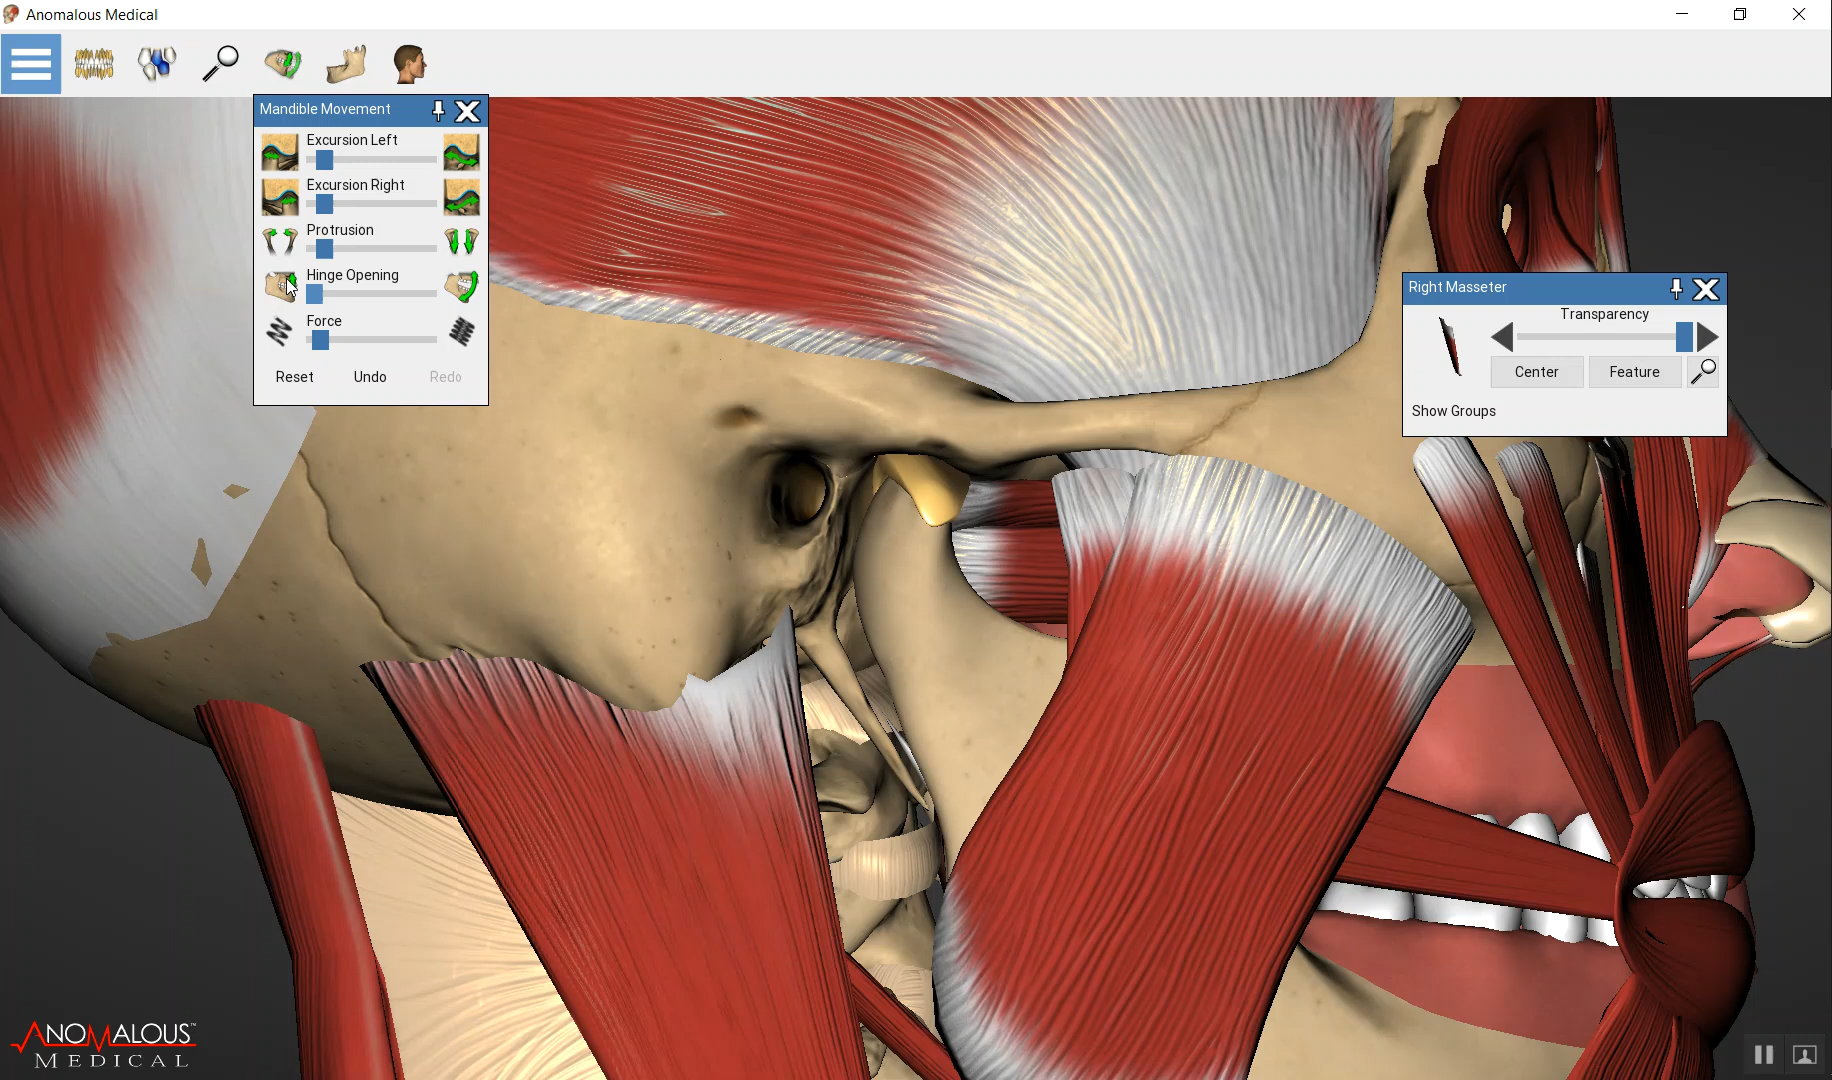 Anomalous Medical
Mandible Movement
Excursion Left
Excursion Right
Protrusion
Hinge Opening
Force
Reset Undo Redo
Right Masseter
Transparency
Center Feature
Show Groups
ANOMALOUS™
MEDICAL